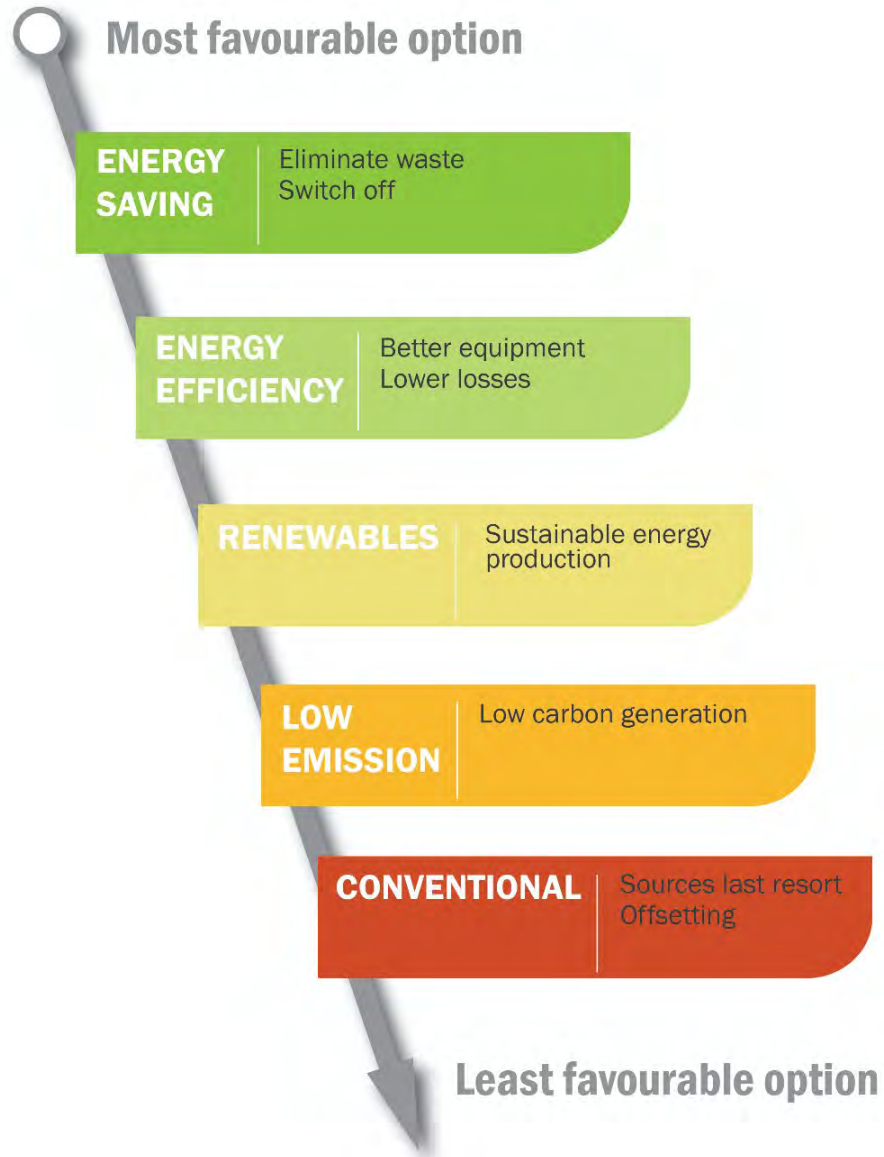 Most favourable option
ENERGY
SAVING
Eliminate waste
Switch off
ENERGY
EFFICIENCY
Better equipment
Lower losses
RENEWABLES
Sustainable energy
production
LOW
EMISSION
Low carbon generation
CONVENTIONAL
Sources last resort
Offsetting
Least favourable option